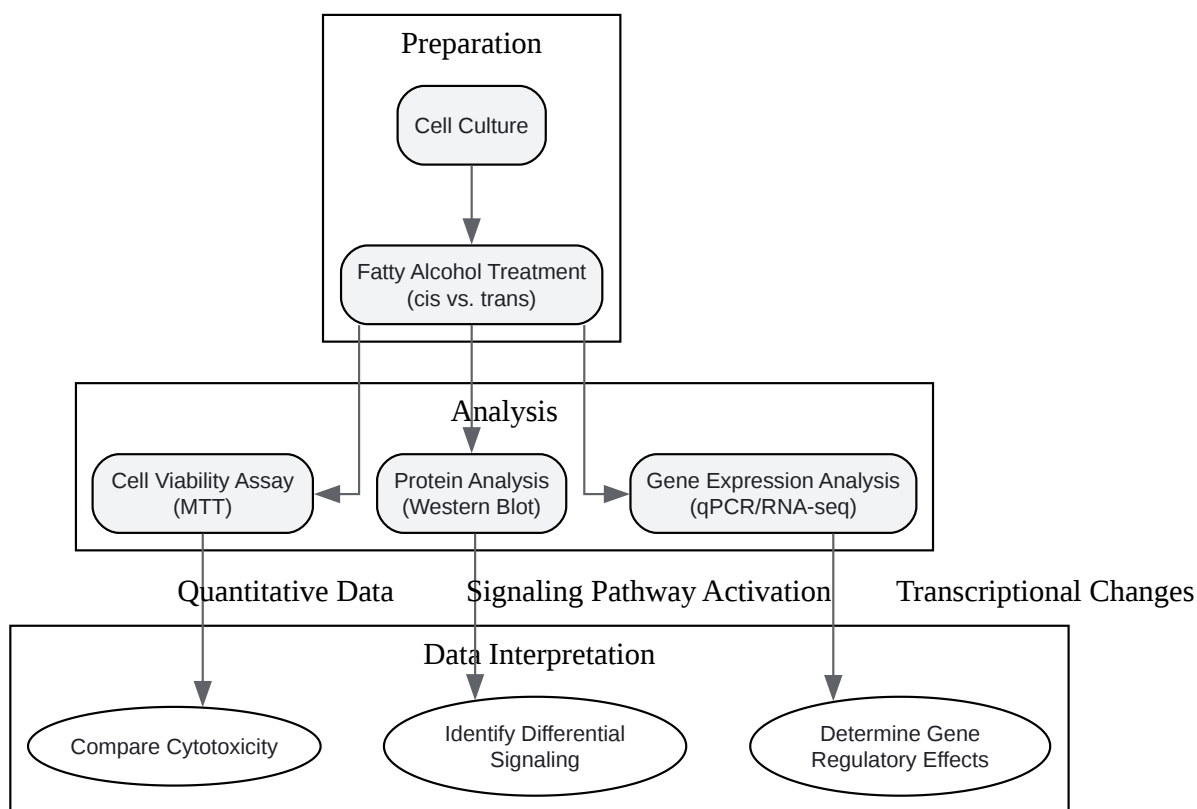 Preparation
Cell Culture
Fatty Alcohol Treatment
(cis vs. trans)
Analysis
Cell Viability Assay
(MTT)
Protein Analysis
(Western Blot)
Gene Expression Analysis
(qPCR/RNA-seq)
Quantitative Data
Signaling Pathway Activation
Transcriptional Changes
Data Interpretation
Compare Cytotoxicity
Identify Differential
Signaling
Determine Gene
Regulatory Effects